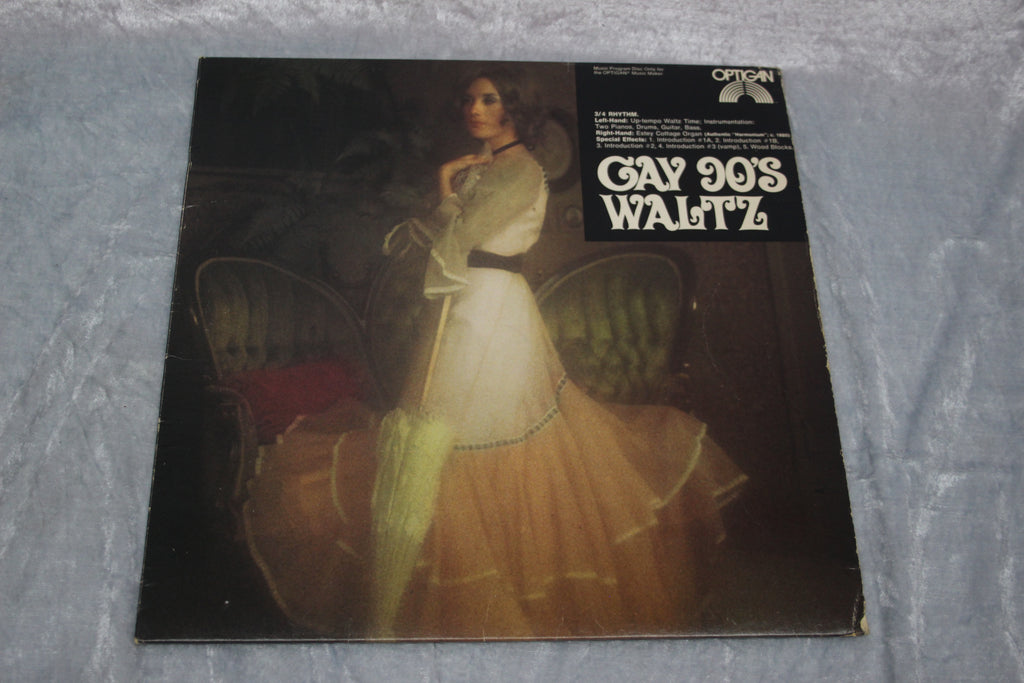 Music Program Disc Only for
the OPTIGAN® Music Maker
OPTIGAN
3/4 RHYTHM.
Left-Hand: Up-tempo Waltz Time; Instrumentation:
Two Pianos, Drums, Guitar, Bass.
Right-Hand: Estey Cottage Organ (Authentic "Harmonium"; c. 1890)
Special Effects: 1. Introduction #1A, 2. Introduction #1B,
3. Introduction #2, 4. Introduction #3 (vamp), 5. Wood Blocks.
GAY 90'S
WALTZ